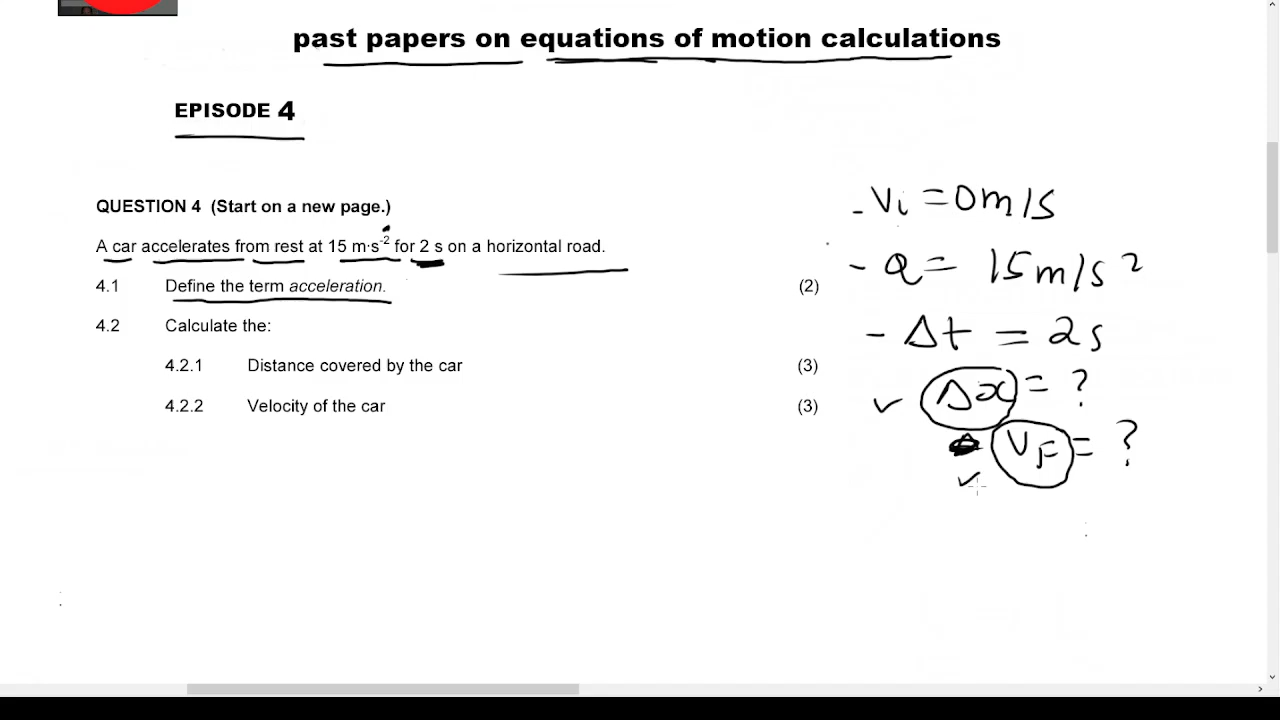 past papers on equations of motion calculations
EPISODE 4
QUESTION 4 (Start on a new page.)
A car accelerates from rest at 15 m·s⁻² for 2 s on a horizontal road.
4.1 Define the term acceleration. (2)
4.2 Calculate the:
4.2.1 Distance covered by the car (3)
4.2.2 Velocity of the car (3)
- Vi = 0m/s
- a = 15m/s²
- Δt = 2s
✓ Δx = ?
VF = ?
✓